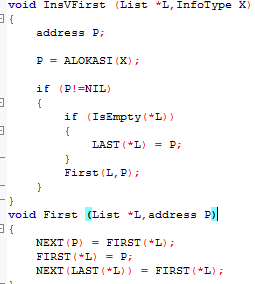 void InsVFirst (List *L,InfoType X)
{
address P;
P = ALOKASI(X);
if (P!=NIL)
{
if (IsEmpty(*L))
{
LAST(*L) = P;
}
First(L,P);
}
}
void First (List *L,address P)
{
NEXT(P) = FIRST(*L);
FIRST(*L) = P;
NEXT(LAST(*L)) = FIRST(*L);
}